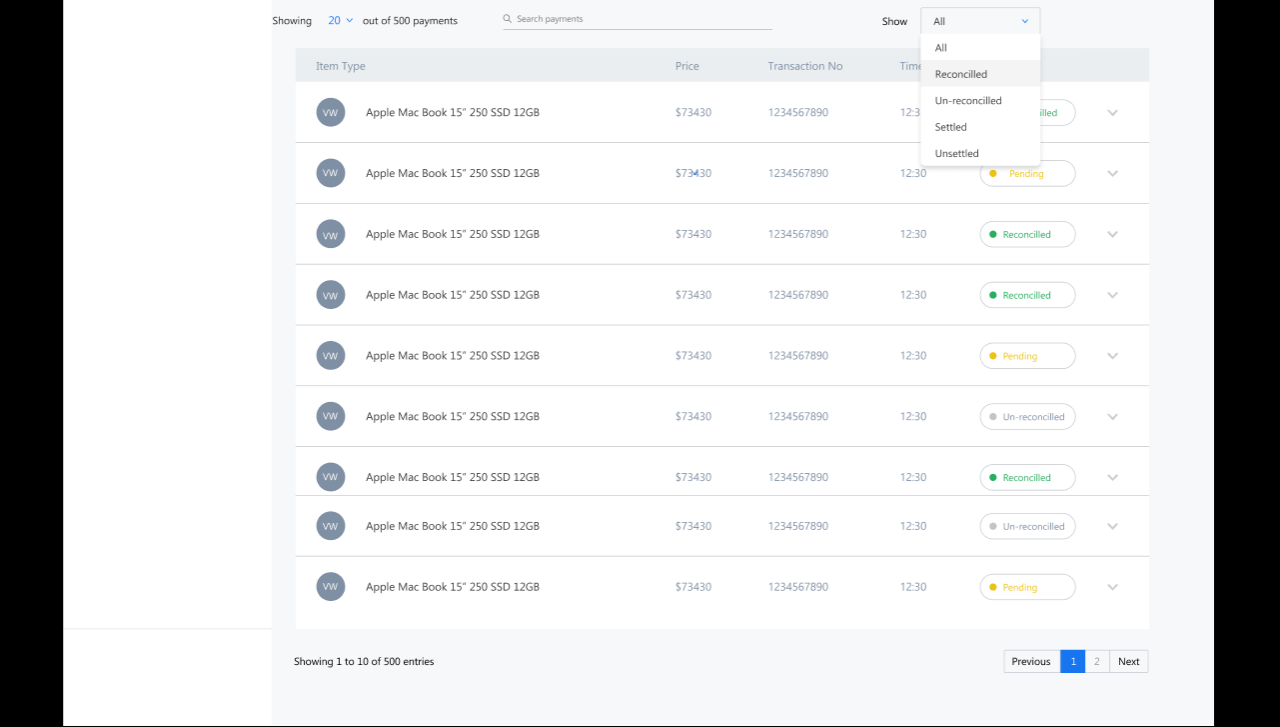 Showing 20 out of 500 payments Search payments Show All
All
Reconcilled
Un-reconcilled
Settled
Unsettled
Item Type Price Transaction No Time
VW Apple Mac Book 15” 250 SSD 12GB $73430 1234567890 12:3 illed
VW Apple Mac Book 15” 250 SSD 12GB $73430 1234567890 12:30 Pending
VW Apple Mac Book 15” 250 SSD 12GB $73430 1234567890 12:30 Reconcilled
VW Apple Mac Book 15” 250 SSD 12GB $73430 1234567890 12:30 Reconcilled
VW Apple Mac Book 15” 250 SSD 12GB $73430 1234567890 12:30 Pending
VW Apple Mac Book 15” 250 SSD 12GB $73430 1234567890 12:30 Un-reconcilled
VW Apple Mac Book 15” 250 SSD 12GB $73430 1234567890 12:30 Reconcilled
VW Apple Mac Book 15” 250 SSD 12GB $73430 1234567890 12:30 Un-reconcilled
VW Apple Mac Book 15” 250 SSD 12GB $73430 1234567890 12:30 Pending
Showing 1 to 10 of 500 entries Previous 1 2 Next